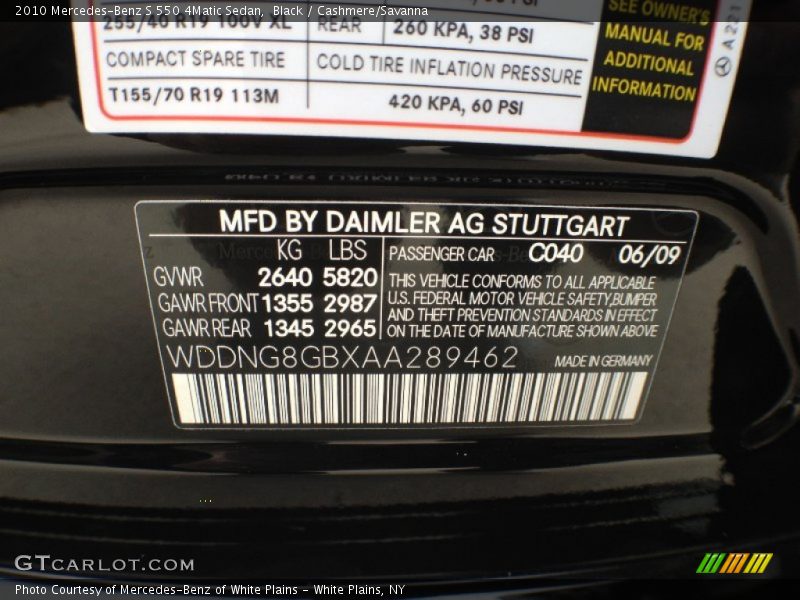 2010 Mercedes-Benz S 550 4Matic Sedan, Black / Cashmere/Savanna
SEE OWNER'S
255/40 R19 100V XL REAR 260 KPA, 38 PSI
MANUAL FOR
COMPACT SPARE TIRE COLD TIRE INFLATION PRESSURE
ADDITIONAL
INFORMATION
T155/70 R19 113M 420 KPA, 60 PSI
A 221
MFD BY DAIMLER AG STUTTGART
KG LBS PASSENGER CAR C040 06/09
GVWR 2640 5820
GAWR FRONT 1355 2987
GAWR REAR 1345 2965
THIS VEHICLE CONFORMS TO ALL APPLICABLE
U.S. FEDERAL MOTOR VEHICLE SAFETY,BUMPER
AND THEFT PREVENTION STANDARDS IN EFFECT
ON THE DATE OF MANUFACTURE SHOWN ABOVE
WDDNG8GBXAA289462 MADE IN GERMANY
GTCARLOT.COM
Photo Courtesy of Mercedes-Benz of White Plains - White Plains, NY